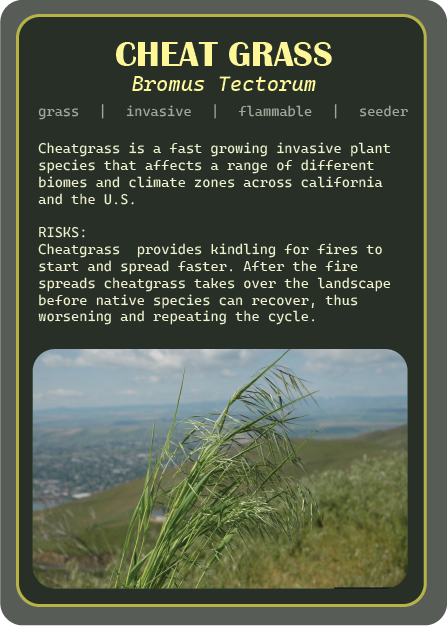 CHEAT GRASS
Bromus Tectorum
grass | invasive | flammable | seeder
Cheatgrass is a fast growing invasive plant
species that affects a range of different
biomes and climate zones across california
and the U.S.
RISKS:
Cheatgrass  provides kindling for fires to
start and spread faster. After the fire
spreads cheatgrass takes over the landscape
before native species can recover, thus
worsening and repeating the cycle.